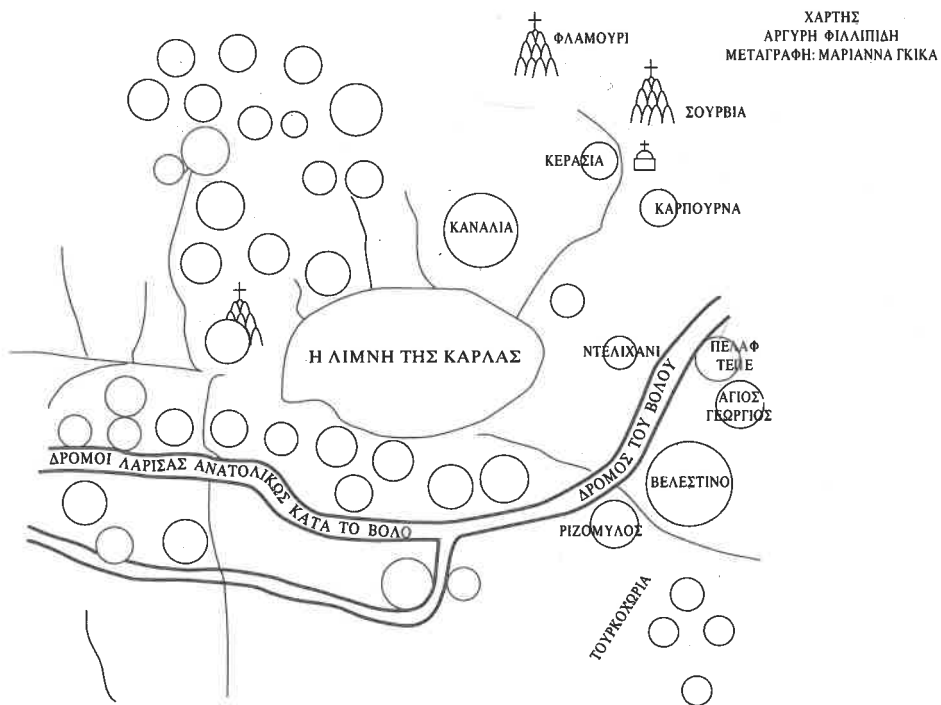 ΧΑΡΤΗΣ
ΑΡΓΥΡΗ ΦΙΛΛΙΠΙΔΗ
ΜΕΤΑΓΡΑΦΗ: ΜΑΡΙΑΝΝΑ ΓΚΙΚΑ
ΦΛΑΜΟΥΡΙ
ΣΟΥΡΒΙΑ
ΚΕΡΑΣΙΑ
ΚΑΡΠΟΥΡΝΑ
ΚΑΝΑΛΙΑ
Η ΛΙΜΝΗ ΤΗΣ ΚΑΡΛΑΣ
ΝΤΕΛΙΧΑΝΙ
ΠΕΛΑΦ
ΤΕΠΕ
ΑΓΙΟΣ
ΓΕΩΡΓΙΟΣ
ΔΡΟΜΟΣ ΤΟΥ ΒΟΛΟΥ
ΔΡΟΜΟΙ ΛΑΡΙΣΑΣ ΑΝΑΤΟΛΙΚΩΣ ΚΑΤΑ ΤΟ ΒΟΛΟ
ΒΕΛΕΣΤΙΝΟ
ΡΙΖΟΜΥΛΟΣ
ΤΟΥΡΚΟΧΩΡΙΑ